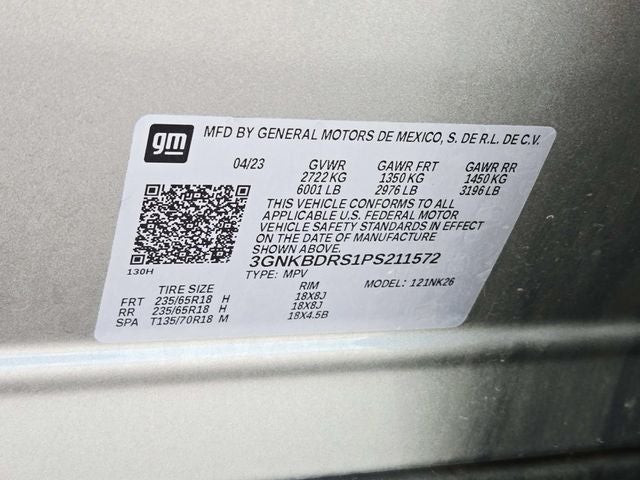 gm MFD BY GENERAL MOTORS DE MEXICO, S. DE R.L. DE C.V.
04/23 GVWR GAWR FRT GAWR RR
2722 KG 1350 KG 1450 KG
6001 LB 2976 LB 3196 LB
THIS VEHICLE CONFORMS TO ALL
APPLICABLE U.S. FEDERAL MOTOR
VEHICLE SAFETY STANDARDS IN EFFECT
ON THE DATE OF MANUFACTURE
SHOWN ABOVE.
3GNKBDRS1PS211572
130H
TYPE: MPV MODEL: 121NK26
TIRE SIZE RIM
FRT 235/65R18 H 18X8J
RR 235/65R18 H 18X8J
SPA T135/70R18 M 18X4.5B